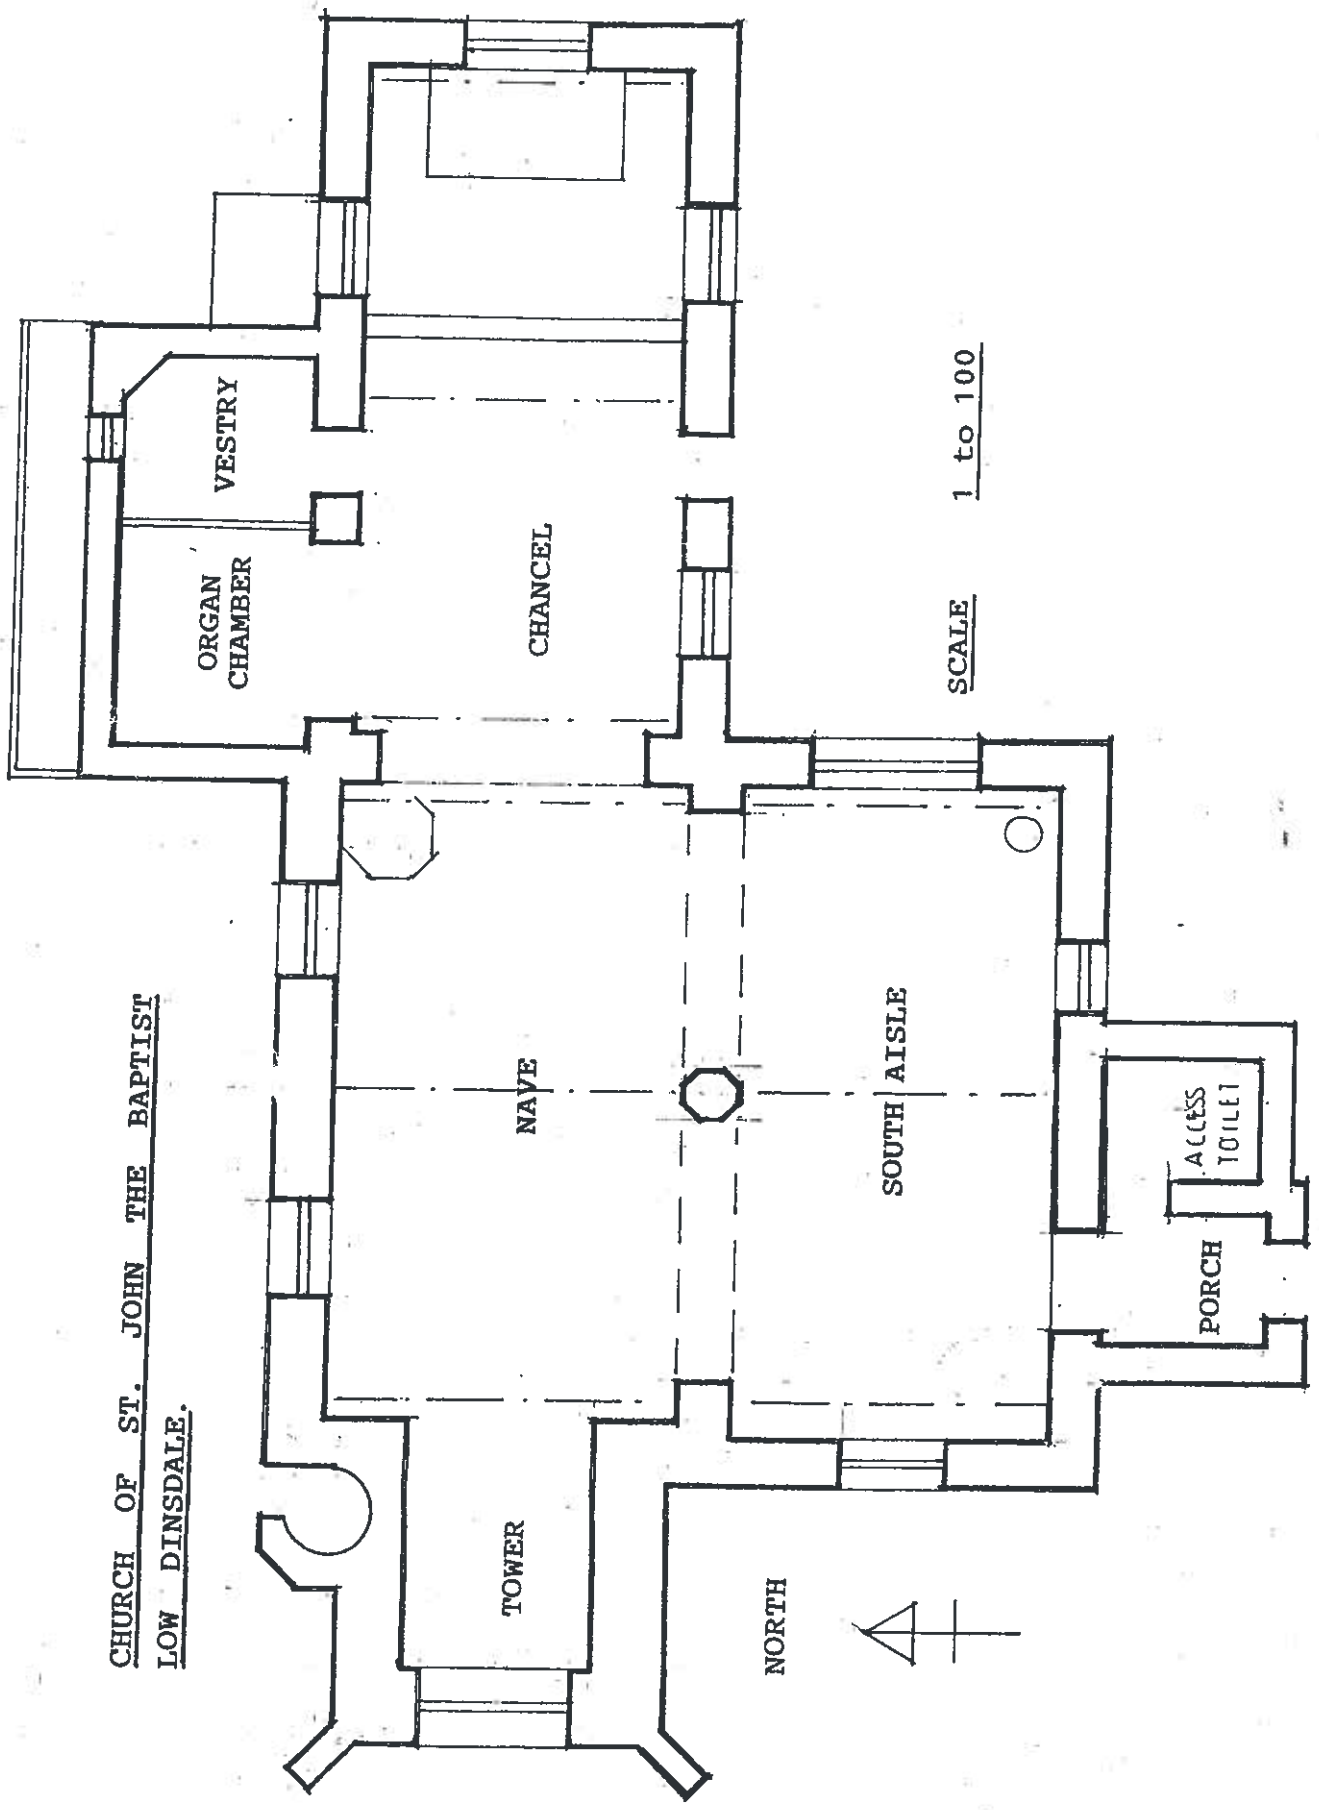 CHURCH OF ST. JOHN THE BAPTIST
LOW DINSDALE.
VESTRY
ORGAN
CHAMBER
CHANCEL
NAVE
SOUTH AISLE
TOWER
PORCH
ACCESS
TOILET
NORTH
SCALE 1 to 100